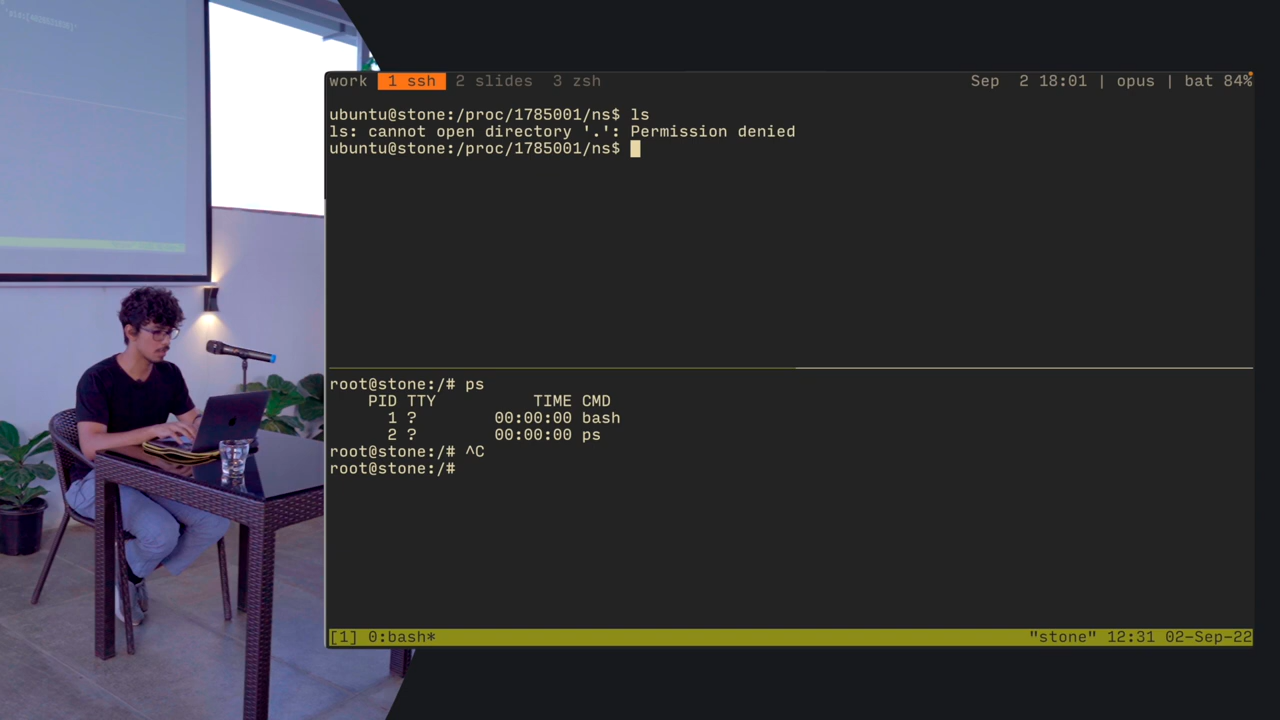 work 1 ssh 2 slides 3 zsh Sep 2 18:01 | opus | bat 84%
ubuntu@stone:/proc/1785001/ns$ ls
ls: cannot open directory '.': Permission denied
ubuntu@stone:/proc/1785001/ns$
root@stone:/# ps
PID TTY TIME CMD
1 ? 00:00:00 bash
2 ? 00:00:00 ps
root@stone:/# ^C
root@stone:/#
[1] 0:bash* "stone" 12:31 02-Sep-22